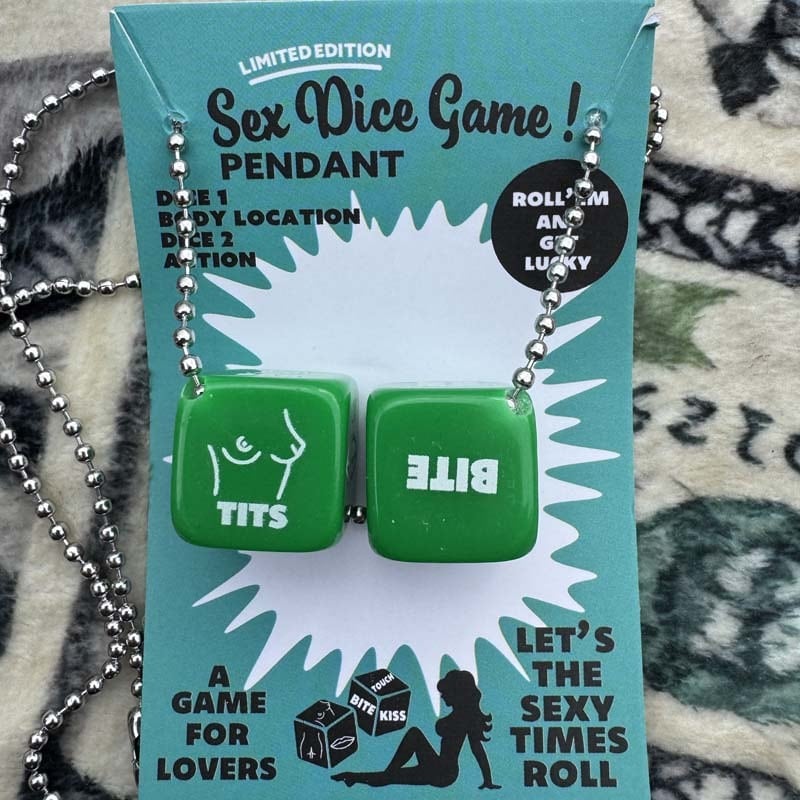 LIMITED EDITION
Sex Dice Game!
PENDANT
DICE 1
BODY LOCATION
DICE 2
ACTION
ROLL'EM
AND
GET
LUCKY
TITS
BITE
A
GAME
FOR
LOVERS
TOUCH
BITE KISS
LET'S
THE
SEXY
TIMES
ROLL